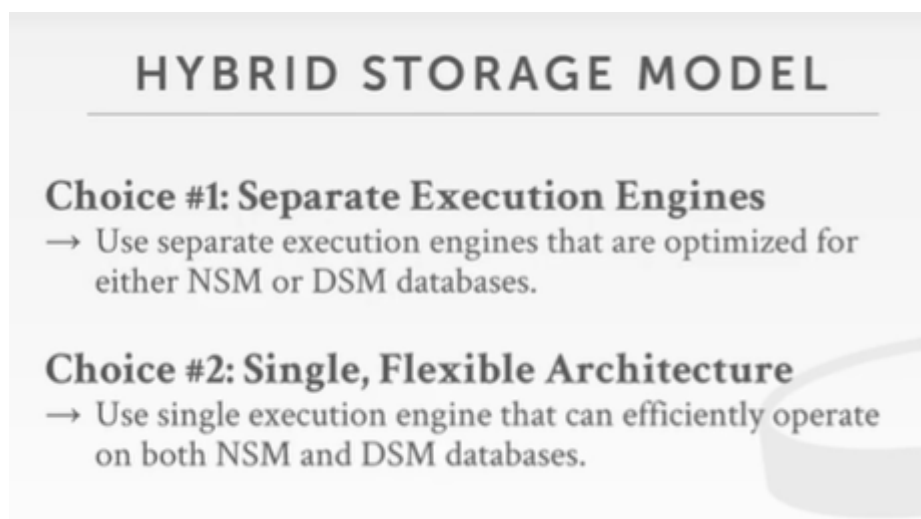 HYBRID STORAGE MODEL
Choice #1: Separate Execution Engines
→ Use separate execution engines that are optimized for
either NSM or DSM databases.
Choice #2: Single, Flexible Architecture
→ Use single execution engine that can efficiently operate
on both NSM and DSM databases.